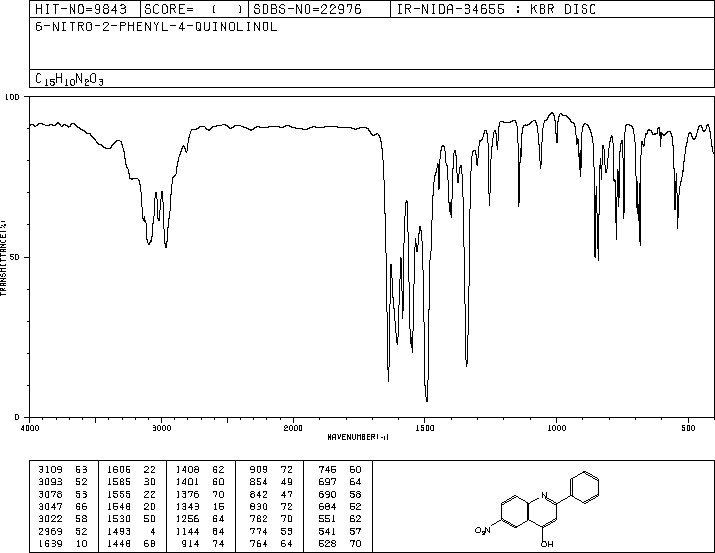 HIT-NO=9843 SCORE= ( ) SDBS-NO=22976 IR-NIDA-34655 : KBR DISC
6-NITRO-2-PHENYL-4-QUINOLINOL
C15H10N2O3
100
50
0
TRANSMITTANCE(%)
4000 3000 2000 1500 1000 500
WAVENUMBER(-1)
3109 63 1606 22 1408 62 909 72 746 60
3093 52 1585 30 1401 60 854 49 697 64
3078 53 1555 22 1376 70 842 47 690 58
3047 66 1548 20 1343 15 830 72 684 52
3022 58 1530 50 1256 64 782 70 551 62
2969 52 1493 4 1144 64 774 55 541 57
1639 10 1448 68 914 74 764 64 528 70
N
O2N
OH